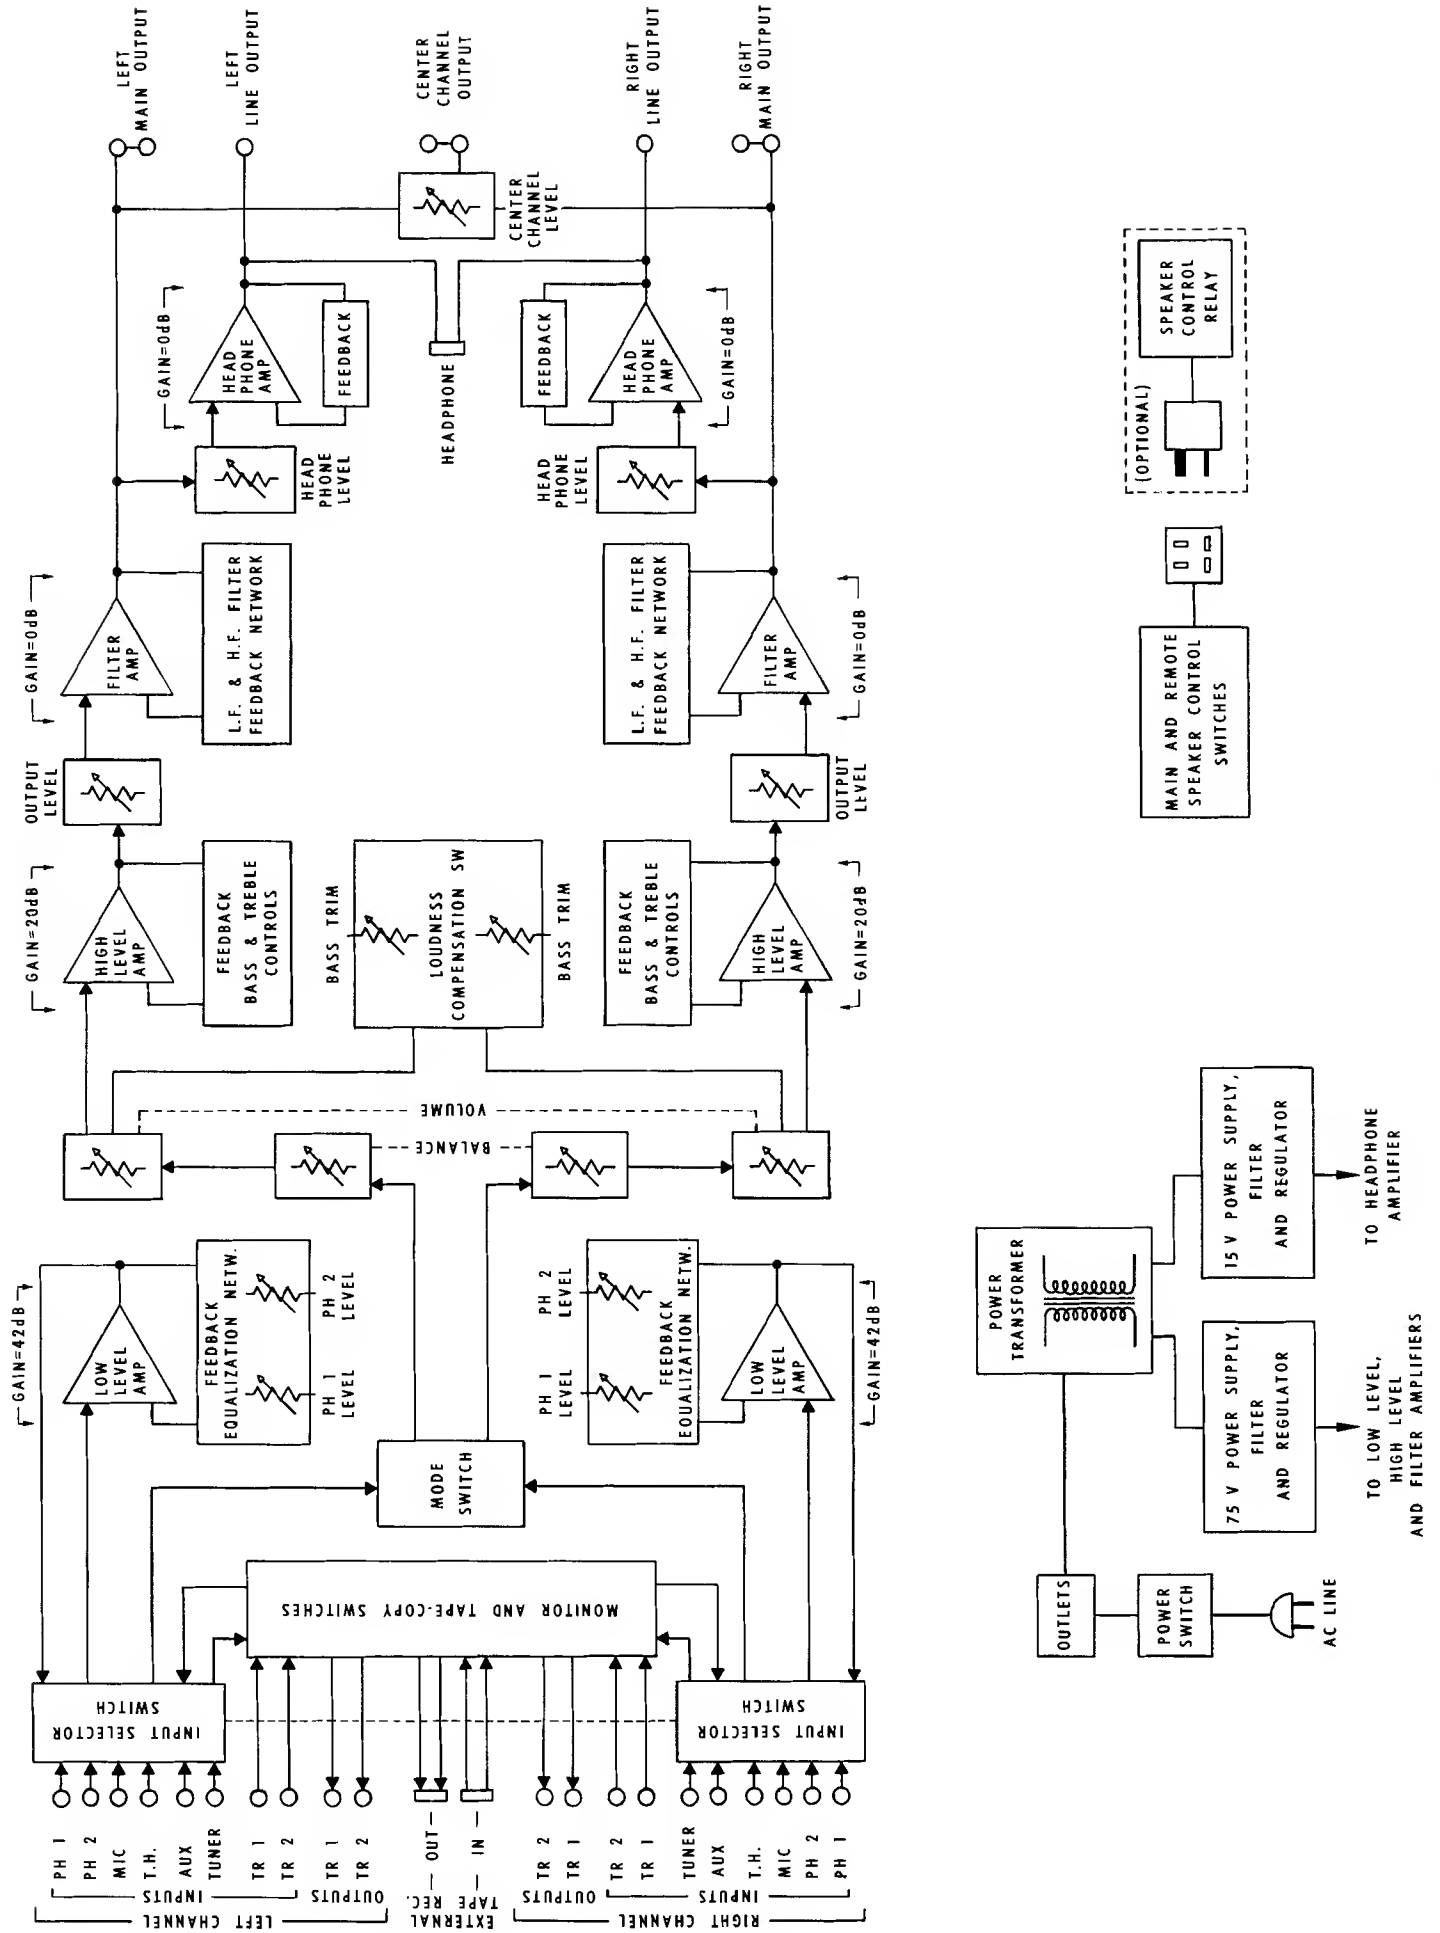 LEFT CHANNEL
INPUTS
PH 1
PH 2
MIC
T.H.
AUX
TUNER
TR 1
TR 2
OUTPUTS
TR 1
TR 2
EXTERNAL
TAPE REC.
OUT
IN
RIGHT CHANNEL
OUTPUTS
TR 2
TR 1
INPUTS
TR 2
TR 1
TUNER
AUX
T.H.
MIC
PH 2
PH 1
INPUT SELECTOR
SWITCH
MONITOR AND TAPE-COPY SWITCHES
INPUT SELECTOR
SWITCH
MODE
SWITCH
GAIN=42dB
LOW
LEVEL
AMP
FEEDBACK
EQUALIZATION NETW.
PH 1
LEVEL
PH 2
LEVEL
PH 1
LEVEL
PH 2
LEVEL
FEEDBACK
EQUALIZATION NETW.
LOW
LEVEL
AMP
GAIN=42dB
BALANCE
VOLUME
GAIN=20dB
HIGH
LEVEL
AMP
FEEDBACK
BASS & TREBLE
CONTROLS
BASS TRIM
LOUDNESS
COMPENSATION SW
BASS TRIM
FEEDBACK
BASS & TREBLE
CONTROLS
HIGH
LEVEL
AMP
GAIN=20dB
OUTPUT
LEVEL
OUTPUT
LEVEL
GAIN=0dB
FILTER
AMP
L.F. & H.F. FILTER
FEEDBACK NETWORK
L.F. & H.F. FILTER
FEEDBACK NETWORK
FILTER
AMP
GAIN=0dB
HEAD
PHONE
LEVEL
HEAD
PHONE
LEVEL
GAIN=0dB
HEAD
PHONE
AMP
FEEDBACK
HEADPHONE
FEEDBACK
HEAD
PHONE
AMP
GAIN=0dB
CENTER
CHANNEL
LEVEL
LEFT
MAIN OUTPUT
LEFT
LINE OUTPUT
CENTER
CHANNEL
OUTPUT
RIGHT
LINE OUTPUT
RIGHT
MAIN OUTPUT
OUTLETS
POWER
SWITCH
AC LINE
POWER
TRANSFORMER
75 V POWER SUPPLY,
FILTER
AND REGULATOR
TO LOW LEVEL,
HIGH LEVEL
AND FILTER AMPLIFIERS
15 V POWER SUPPLY,
FILTER
AND REGULATOR
TO HEADPHONE
AMPLIFIER
MAIN AND REMOTE
SPEAKER CONTROL
SWITCHES
(OPTIONAL)
SPEAKER
CONTROL
RELAY